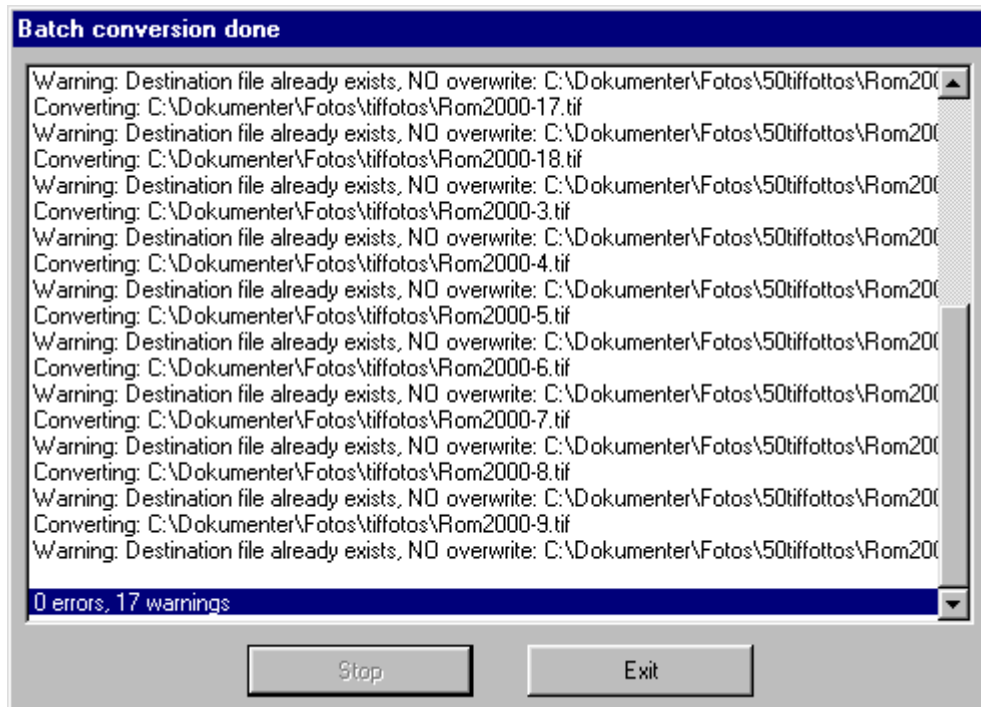 Batch conversion done
Warning: Destination file already exists, NO overwrite: C:\Dokumenter\Fotos\50tiffottos\Rom200
Converting: C:\Dokumenter\Fotos\tiffotos\Rom2000-17.tif
Warning: Destination file already exists, NO overwrite: C:\Dokumenter\Fotos\50tiffottos\Rom200
Converting: C:\Dokumenter\Fotos\tiffotos\Rom2000-18.tif
Warning: Destination file already exists, NO overwrite: C:\Dokumenter\Fotos\50tiffottos\Rom200
Converting: C:\Dokumenter\Fotos\tiffotos\Rom2000-3.tif
Warning: Destination file already exists, NO overwrite: C:\Dokumenter\Fotos\50tiffottos\Rom200
Converting: C:\Dokumenter\Fotos\tiffotos\Rom2000-4.tif
Warning: Destination file already exists, NO overwrite: C:\Dokumenter\Fotos\50tiffottos\Rom200
Converting: C:\Dokumenter\Fotos\tiffotos\Rom2000-5.tif
Warning: Destination file already exists, NO overwrite: C:\Dokumenter\Fotos\50tiffottos\Rom200
Converting: C:\Dokumenter\Fotos\tiffotos\Rom2000-6.tif
Warning: Destination file already exists, NO overwrite: C:\Dokumenter\Fotos\50tiffottos\Rom200
Converting: C:\Dokumenter\Fotos\tiffotos\Rom2000-7.tif
Warning: Destination file already exists, NO overwrite: C:\Dokumenter\Fotos\50tiffottos\Rom200
Converting: C:\Dokumenter\Fotos\tiffotos\Rom2000-8.tif
Warning: Destination file already exists, NO overwrite: C:\Dokumenter\Fotos\50tiffottos\Rom200
Converting: C:\Dokumenter\Fotos\tiffotos\Rom2000-9.tif
Warning: Destination file already exists, NO overwrite: C:\Dokumenter\Fotos\50tiffottos\Rom200
0 errors, 17 warnings
Stop
Exit